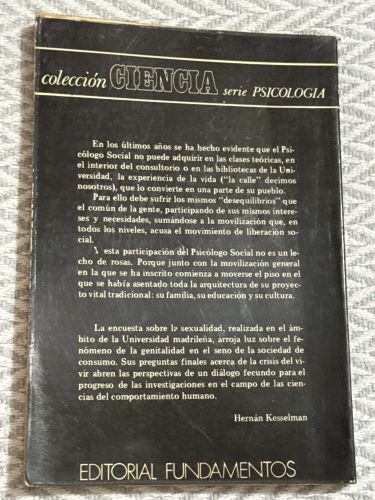 colección CIENCIA serie PSICOLOGIA
En los últimos años se ha hecho evidente que el Psi-
cólogo Social no puede adquirir en las clases teóricas, en
el interior del consultorio o en las bibliotecas de la Uni-
versidad, la experiencia de la vida ("la calle" decimos
nosotros), que lo convierte en una parte de su pueblo.
Para ello debe sufrir los mismos "desequilibrios" que
el común de la gente, participando de sus mismos intere-
ses y necesidades, sumándose a la movilización que, en
todos los niveles, acusa el movimiento de liberación so-
cial.
Y esta participación del Psicólogo Social no es un le-
cho de rosas. Porque junto con la movilización general
en la que se ha inscrito comienza a moverse el piso en el
que se había asentado toda la arquitectura de su proyec-
to vital tradicional: su familia, su educación y su cultura.
La encuesta sobre la sexualidad, realizada en el ám-
bito de la Universidad madrileña, arroja luz sobre el fe-
nómeno de la genitalidad en el seno de la sociedad de
consumo. Sus preguntas finales acerca de la crisis del vi-
vir abren las perspectivas de un diálogo fecundo para el
progreso de las investigaciones en el campo de las cien-
cias del comportamiento humano.
Hernán Kesselman
EDITORIAL FUNDAMENTOS